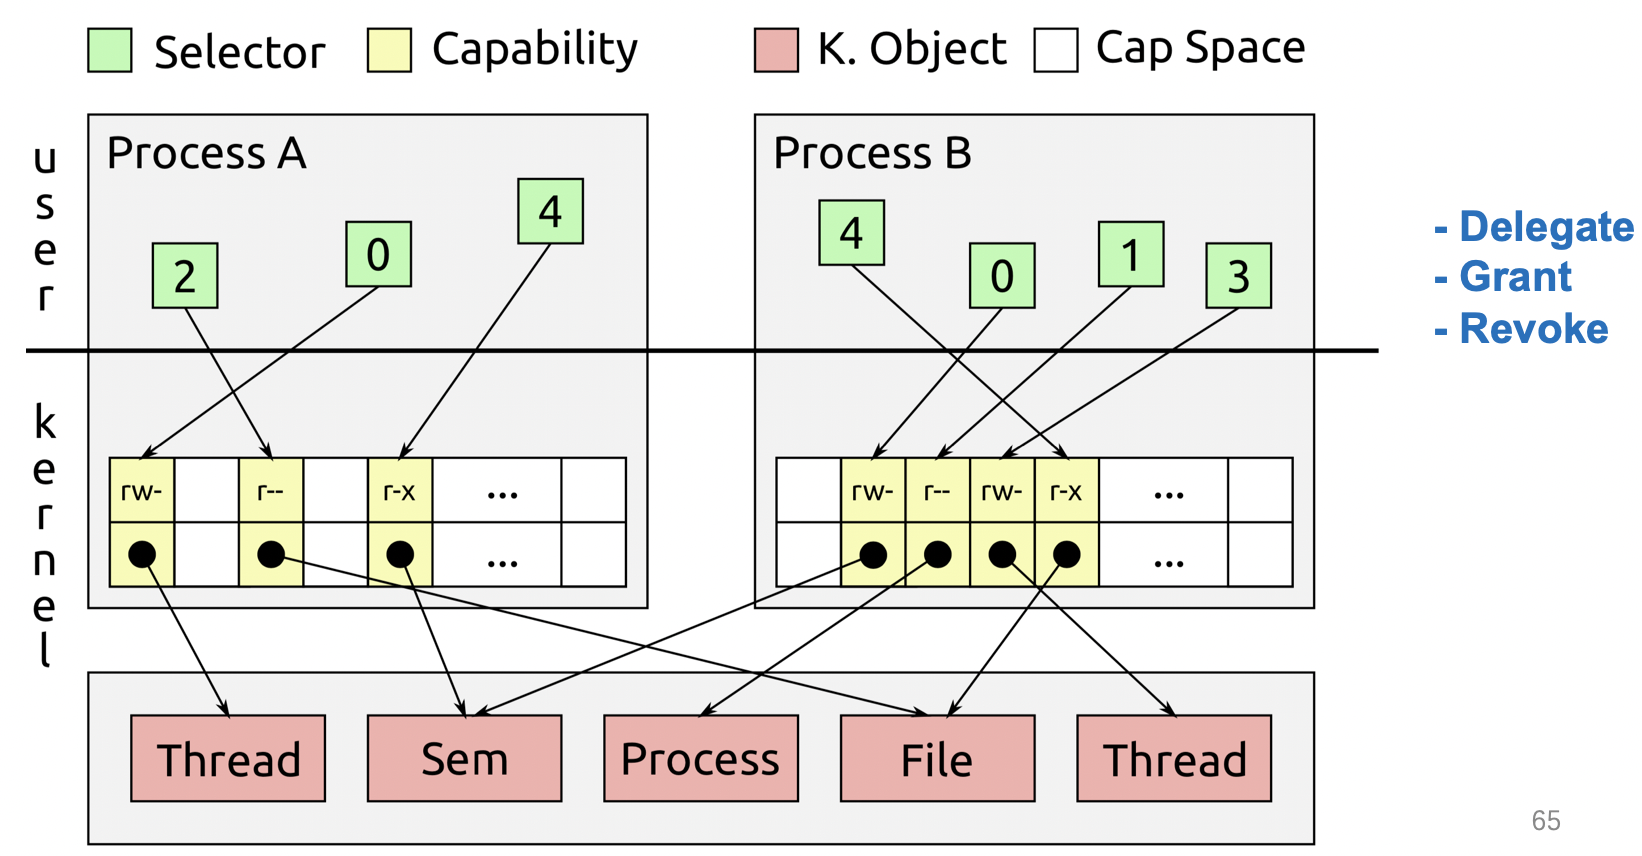 Selector Capability K. Object Cap Space
user
Process A
Process B
4
2 0
4
0 1 3
- Delegate
- Grant
- Revoke
kernel
rw- r-- r-x ...
...
rw- r-- rw- r-x ...
...
Thread Sem Process File Thread
65